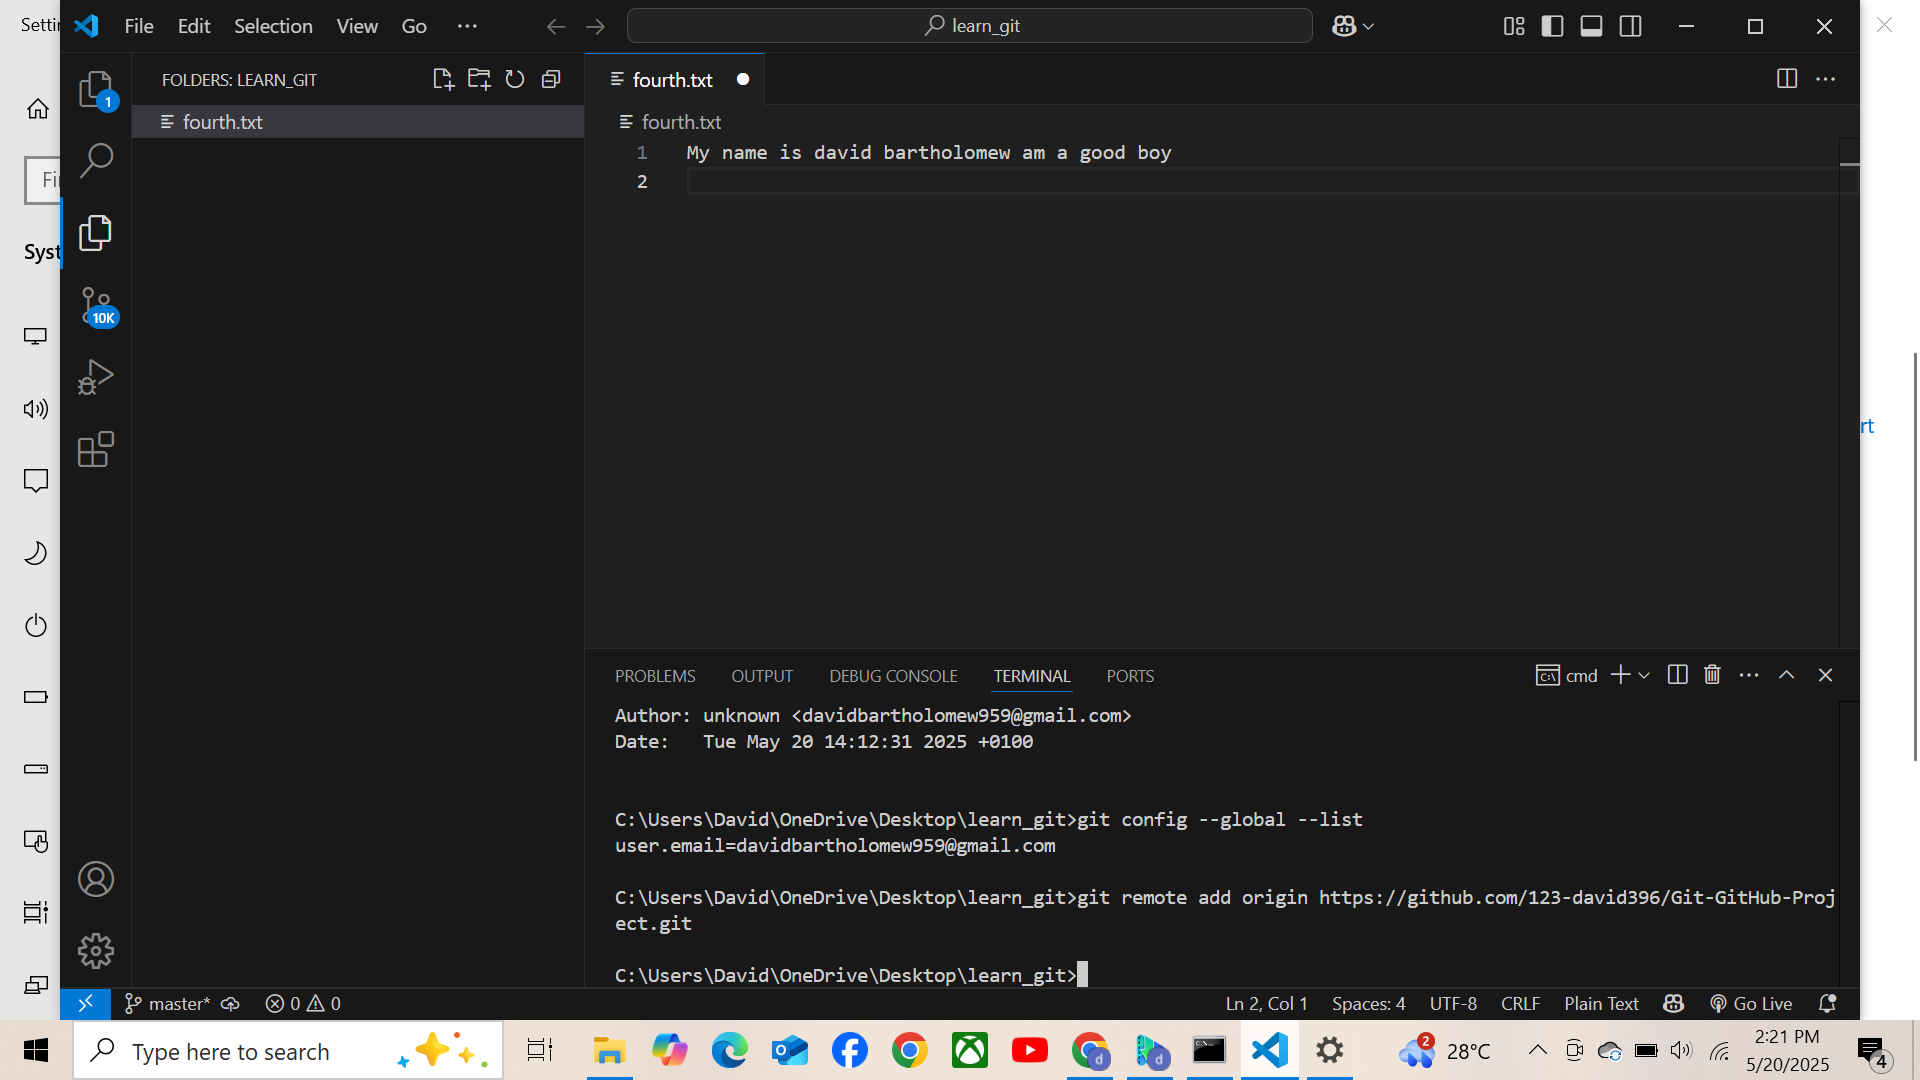 Setti
File Edit Selection View Go ···
learn_git
FOLDERS: LEARN_GIT
fourth.txt
fourth.txt
1
Fi
fourth.txt
Syst
10K
1 My name is david bartholomew am a good boy
2
rt
PROBLEMS OUTPUT DEBUG CONSOLE TERMINAL PORTS
cmd
Author: unknown <davidbartholomew959@gmail.com>
Date: Tue May 20 14:12:31 2025 +0100
C:\Users\David\OneDrive\Desktop\learn_git>git config --global --list
user.email=davidbartholomew959@gmail.com
C:\Users\David\OneDrive\Desktop\learn_git>git remote add origin https://github.com/123-david396/Git-GitHub-Proj
ect.git
C:\Users\David\OneDrive\Desktop\learn_git>
master* 0 0
Ln 2, Col 1 Spaces: 4 UTF-8 CRLF Plain Text Go Live
Type here to search
d
d
2
28°C
2:21 PM
5/20/2025
4